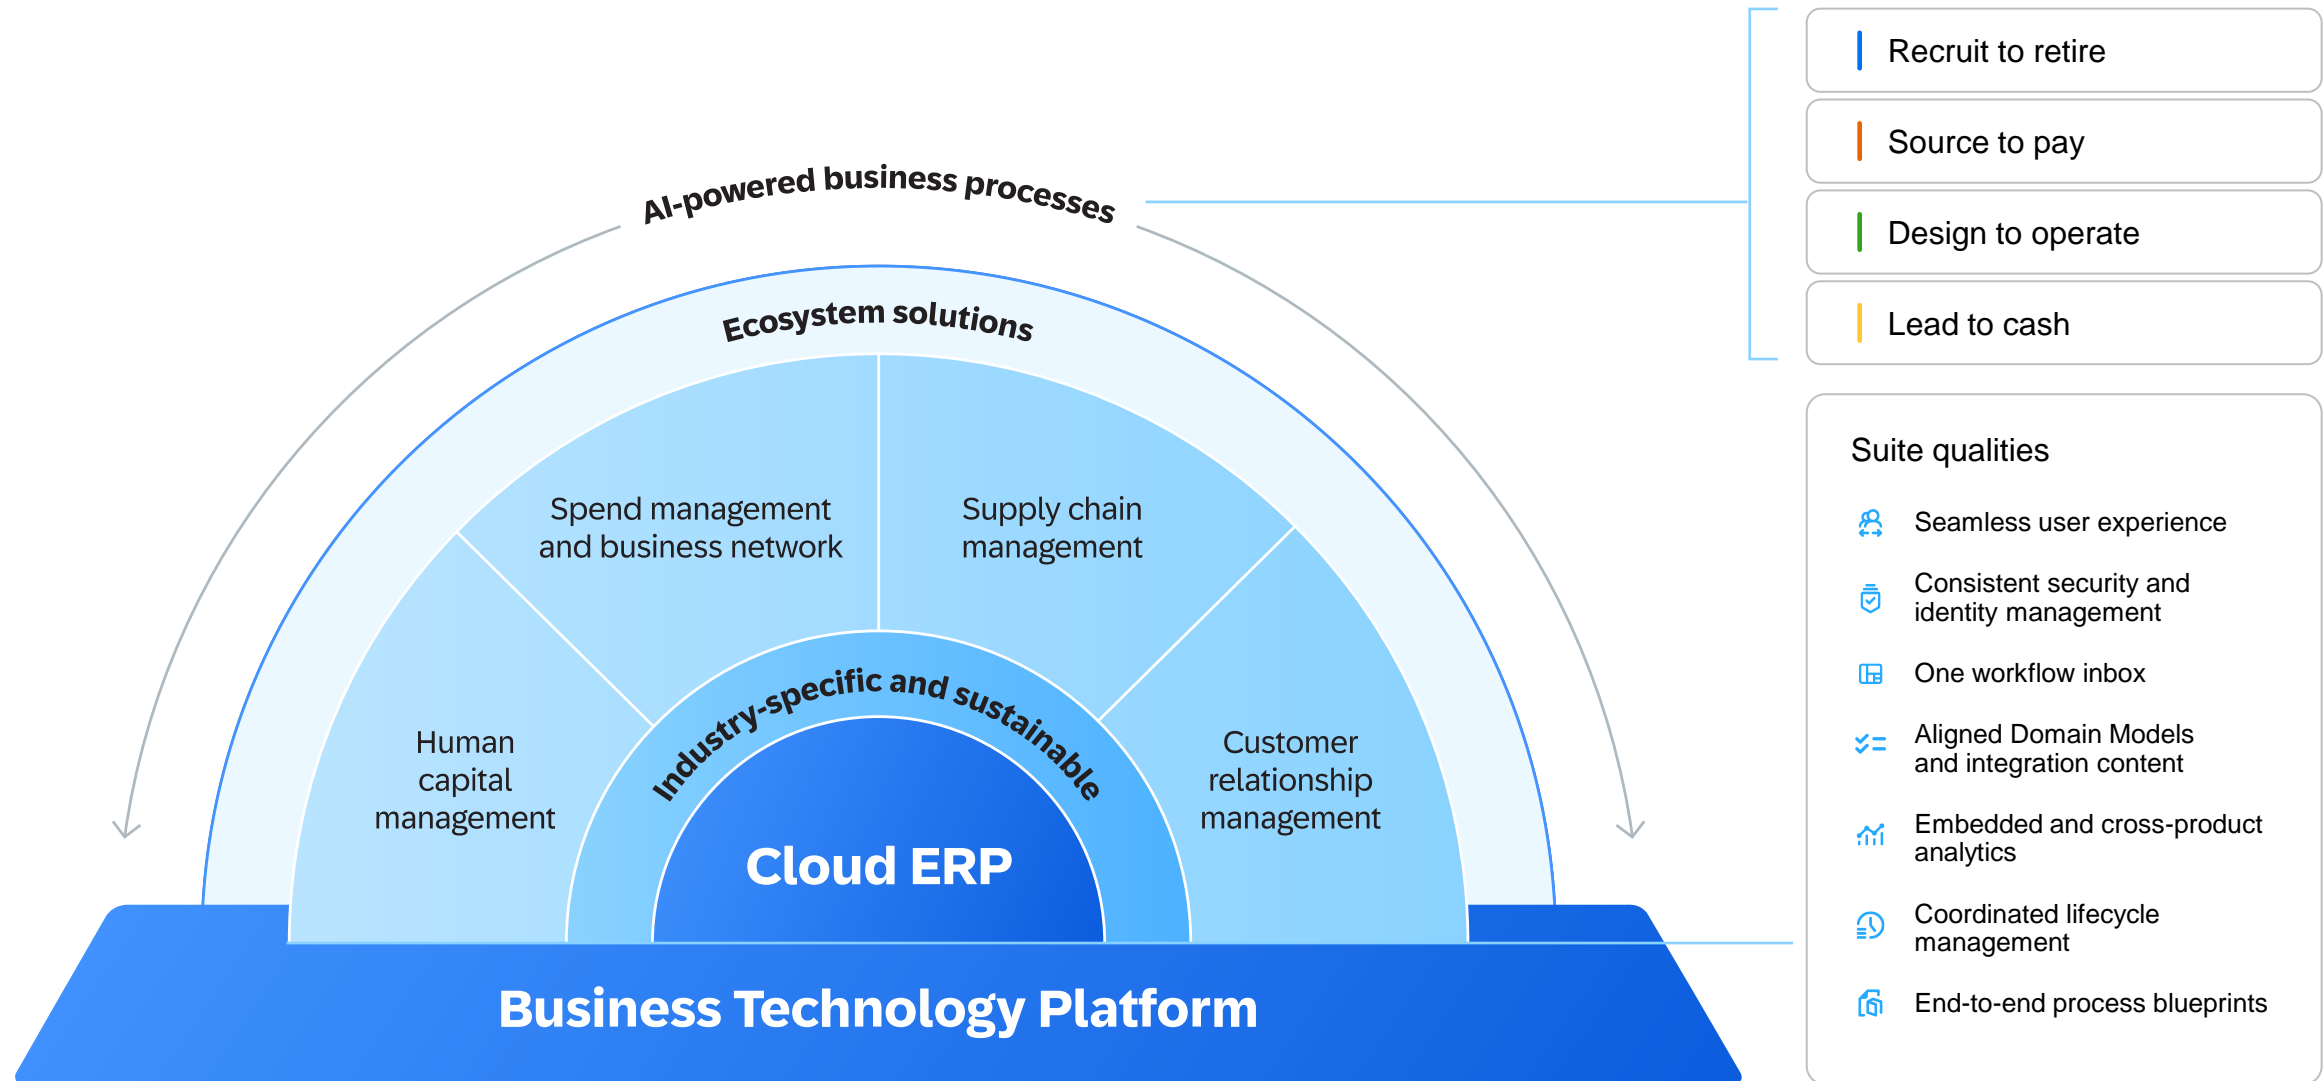 AI-powered business processes
Ecosystem solutions
Spend management
and business network
Supply chain
management
Human
capital
management
Industry-specific and sustainable
Customer
relationship
management
Cloud ERP
Business Technology Platform
Recruit to retire
Source to pay
Design to operate
Lead to cash
Suite qualities
Seamless user experience
Consistent security and
identity management
One workflow inbox
Aligned Domain Models
and integration content
Embedded and cross-product
analytics
Coordinated lifecycle
management
End-to-end process blueprints